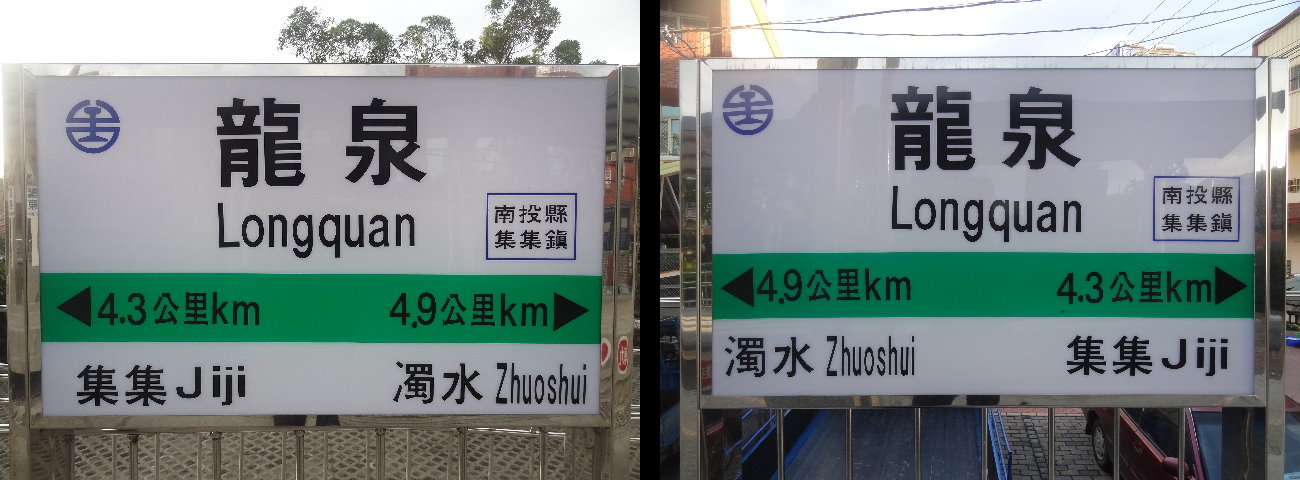 龍泉
Longquan
南投縣
集集鎮
4.3公里km 4.9公里km
集集 Jiji 濁水 Zhuoshui
龍泉
Longquan
南投縣
集集鎮
4.9公里km 4.3公里km
濁水 Zhuoshui 集集 Jiji